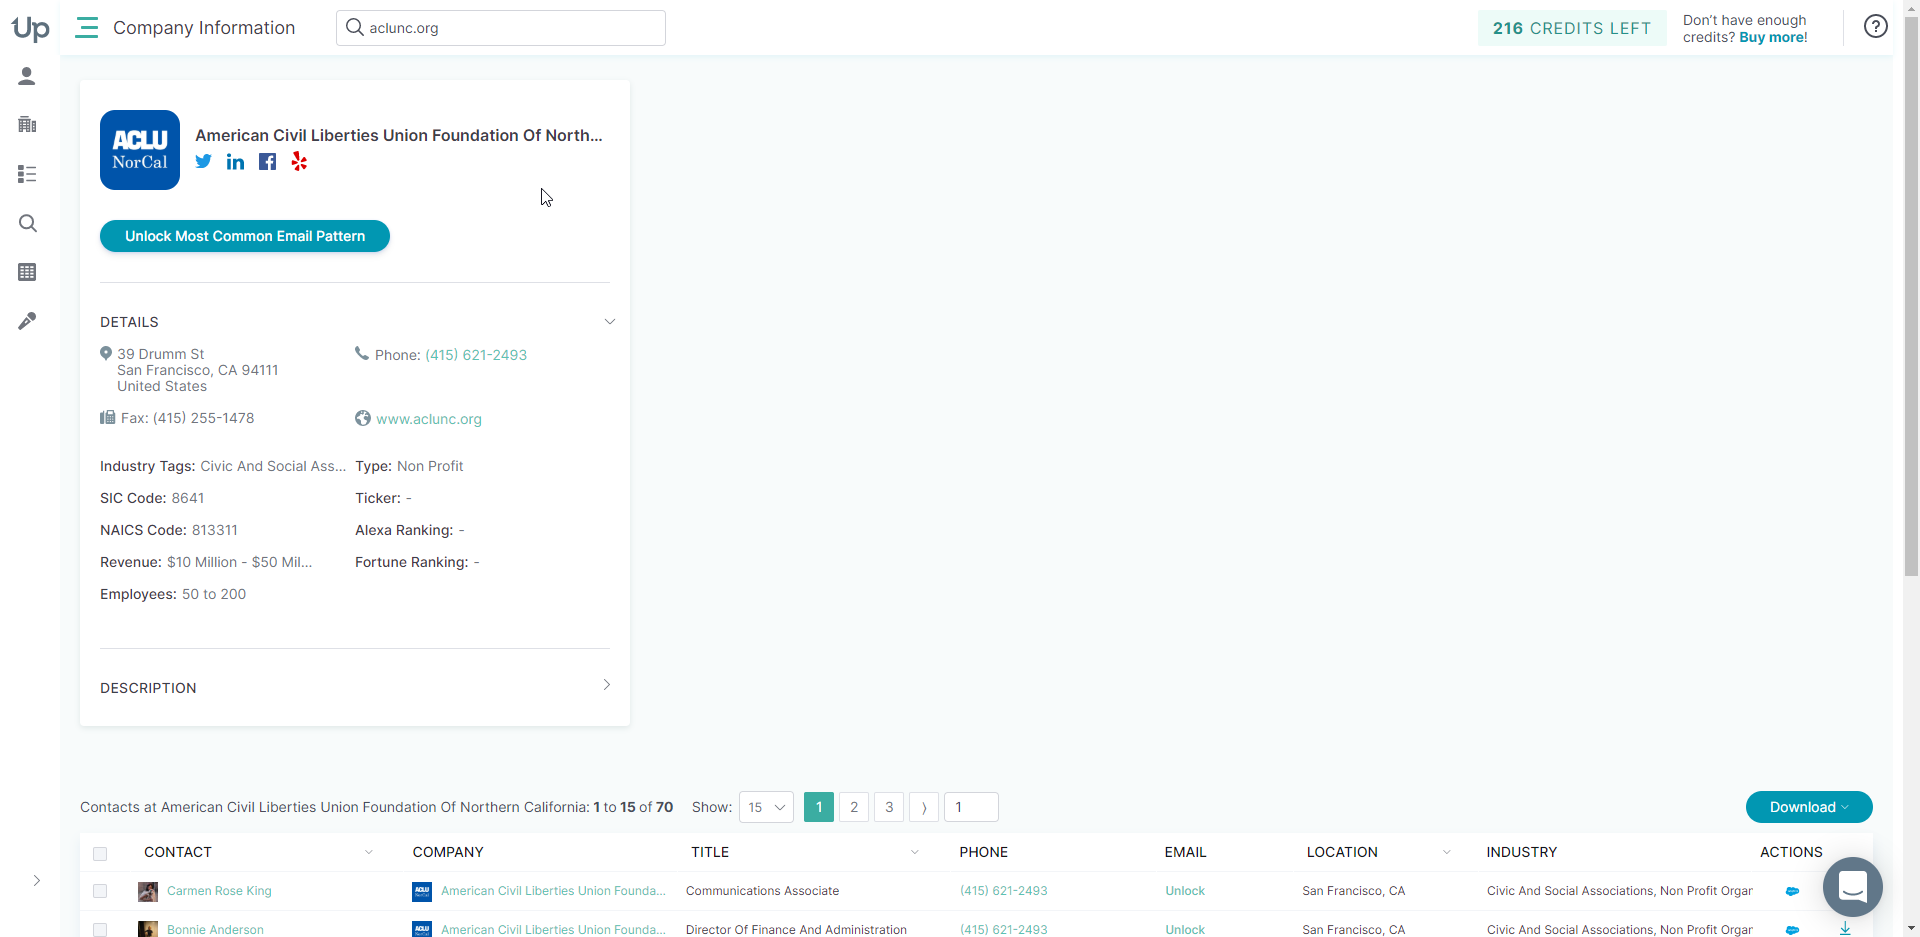 Up
Company Information
aclunc.org
216 CREDITS LEFT
Don't have enough
credits? Buy more!
?
ACLU
NorCal
American Civil Liberties Union Foundation Of North...
Unlock Most Common Email Pattern
DETAILS
39 Drumm St
San Francisco, CA 94111
United States
Phone: (415) 621-2493
Fax: (415) 255-1478
www.aclunc.org
Industry Tags: Civic And Social Ass...
Type: Non Profit
SIC Code: 8641
Ticker: -
NAICS Code: 813311
Alexa Ranking: -
Revenue: $10 Million - $50 Mil...
Fortune Ranking: -
Employees: 50 to 200
DESCRIPTION
Contacts at American Civil Liberties Union Foundation Of Northern California: 1 to 15 of 70 Show: 15 1 2 3 ⟩ 1
Download
CONTACT COMPANY TITLE PHONE EMAIL LOCATION INDUSTRY ACTIONS
Carmen Rose King ACLU NorCal American Civil Liberties Union Founda... Communications Associate (415) 621-2493 Unlock San Francisco, CA Civic And Social Associations, Non Profit Organ
Bonnie Anderson ACLU American Civil Liberties Union Founda... Director Of Finance And Administration (415) 621-2493 Unlock San Francisco, CA Civic And Social Associations, Non Profit Organ